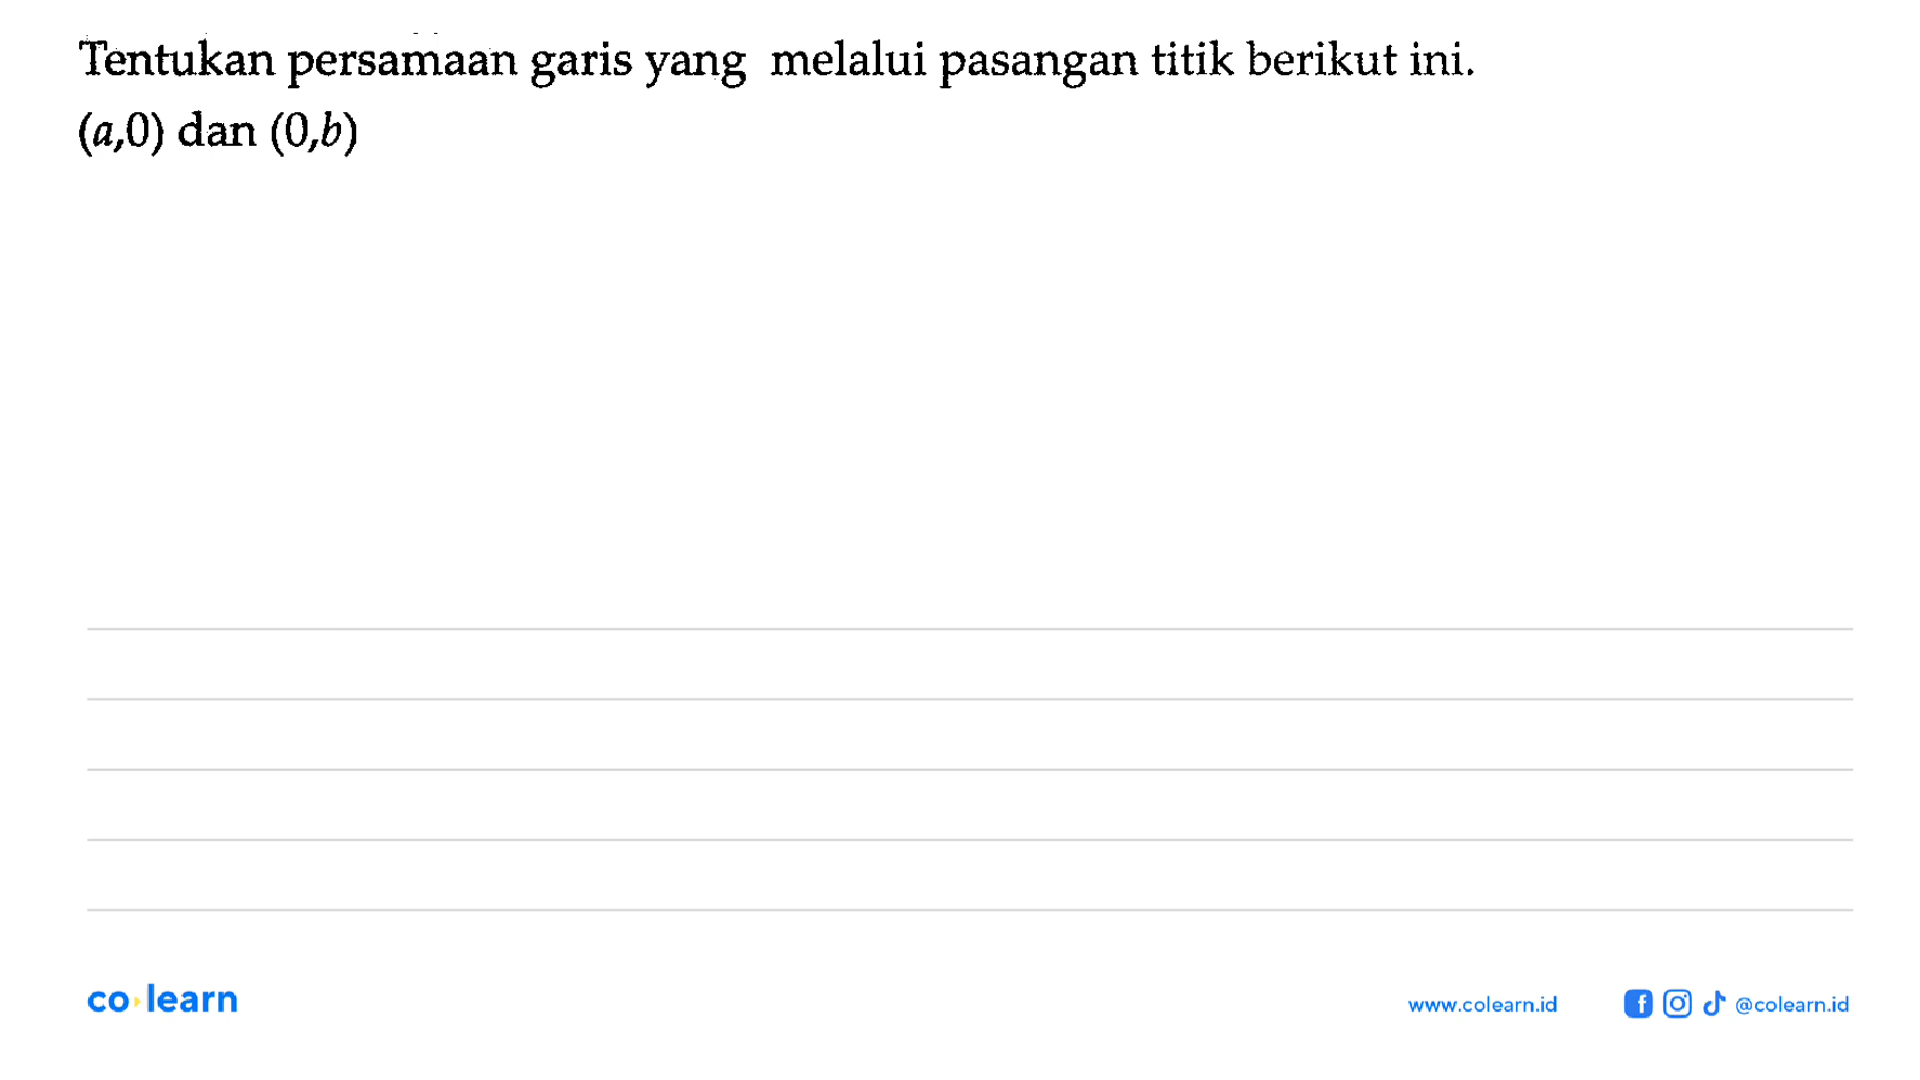 Tentukan persamaan garis yang melalui pasangan titik berikut ini.
(a,0) dan (0,b)
co learn
www.colearn.id @colearn.id